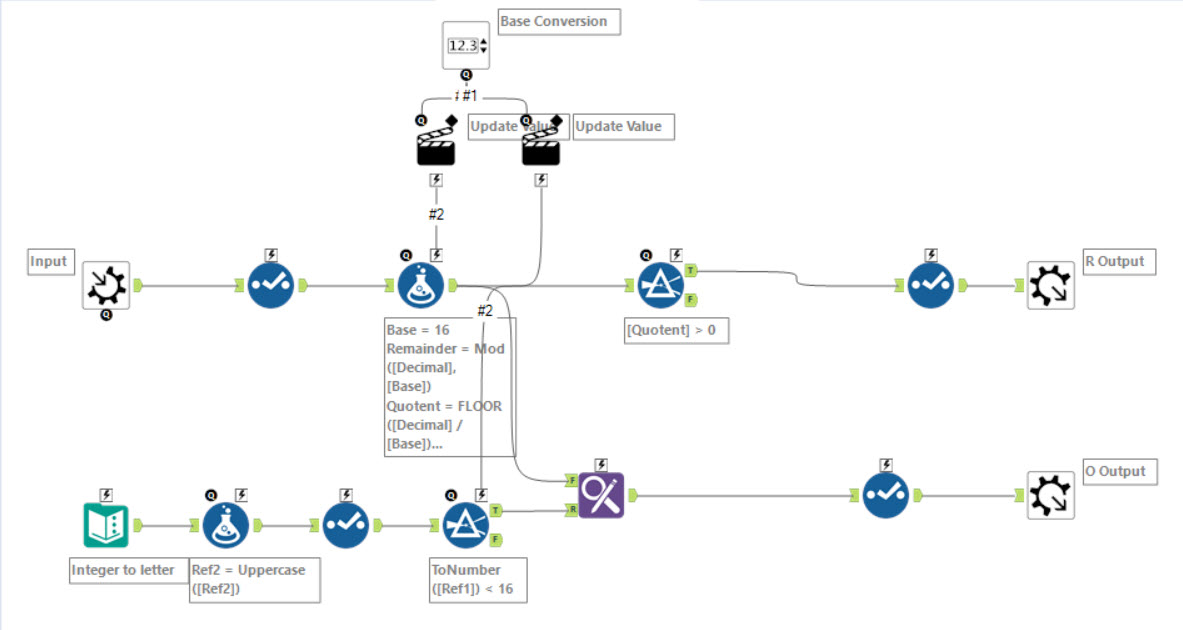 Base Conversion
12.3
#1
Update Value
Update Value
#2
Input
R Output
T
F
#2
Base = 16
Remainder = Mod
([Decimal],
[Base])
Quotent = FLOOR
([Decimal] /
[Base])...
[Quotent] > 0
O Output
F
R
T
F
Integer to letter
Ref2 = Uppercase
([Ref2])
ToNumber
([Ref1]) < 16